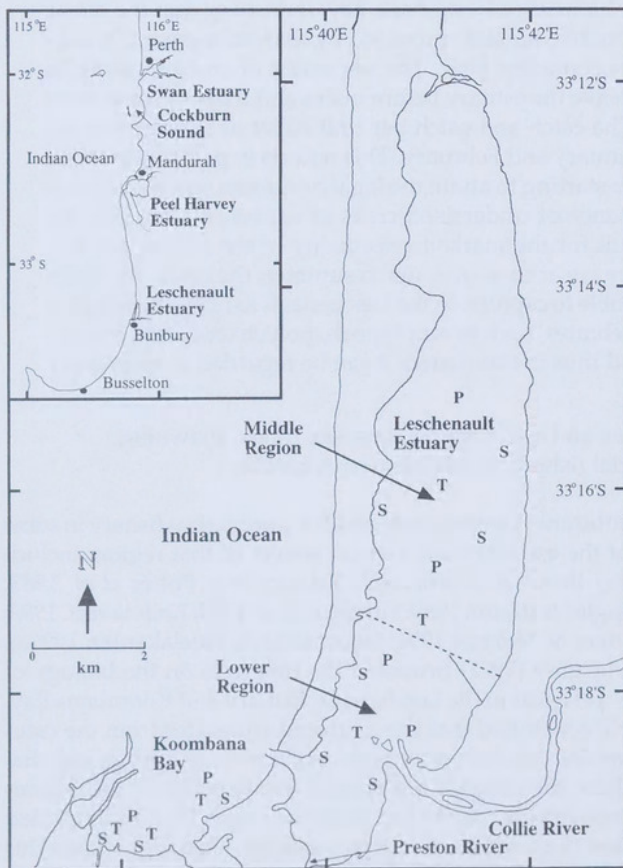 115°E
116°E
115°40'E
115°42'E
Perth
32°S
Swan Estuary
Cockburn
Sound
Indian Ocean
Mandurah
Peel Harvey
Estuary
33°S
Leschenault
Estuary
Bunbury
Busselton
33°12'S
33°14'S
P
Leschenault
Estuary
S
Middle
Region
T
S
33°16'S
S
P
Indian Ocean
N
0
2
km
Lower
Region
P
S
33°18'S
T
P
Koombana
Bay
S
S
P
T
S
P
T
S
T
S
Collie River
Preston River